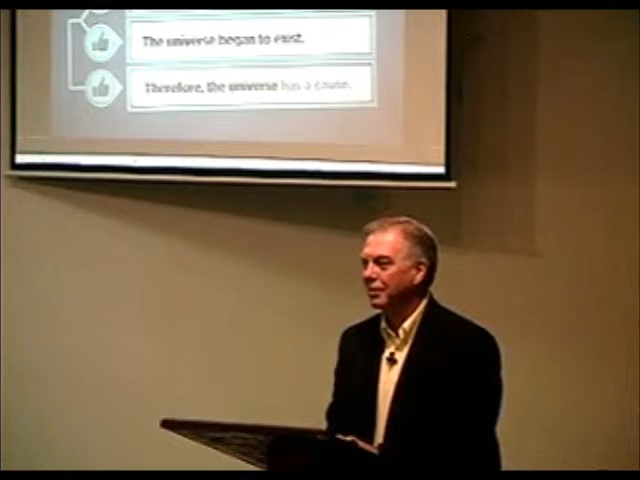 The universe began to exist.
Therefore, the universe has a cause.